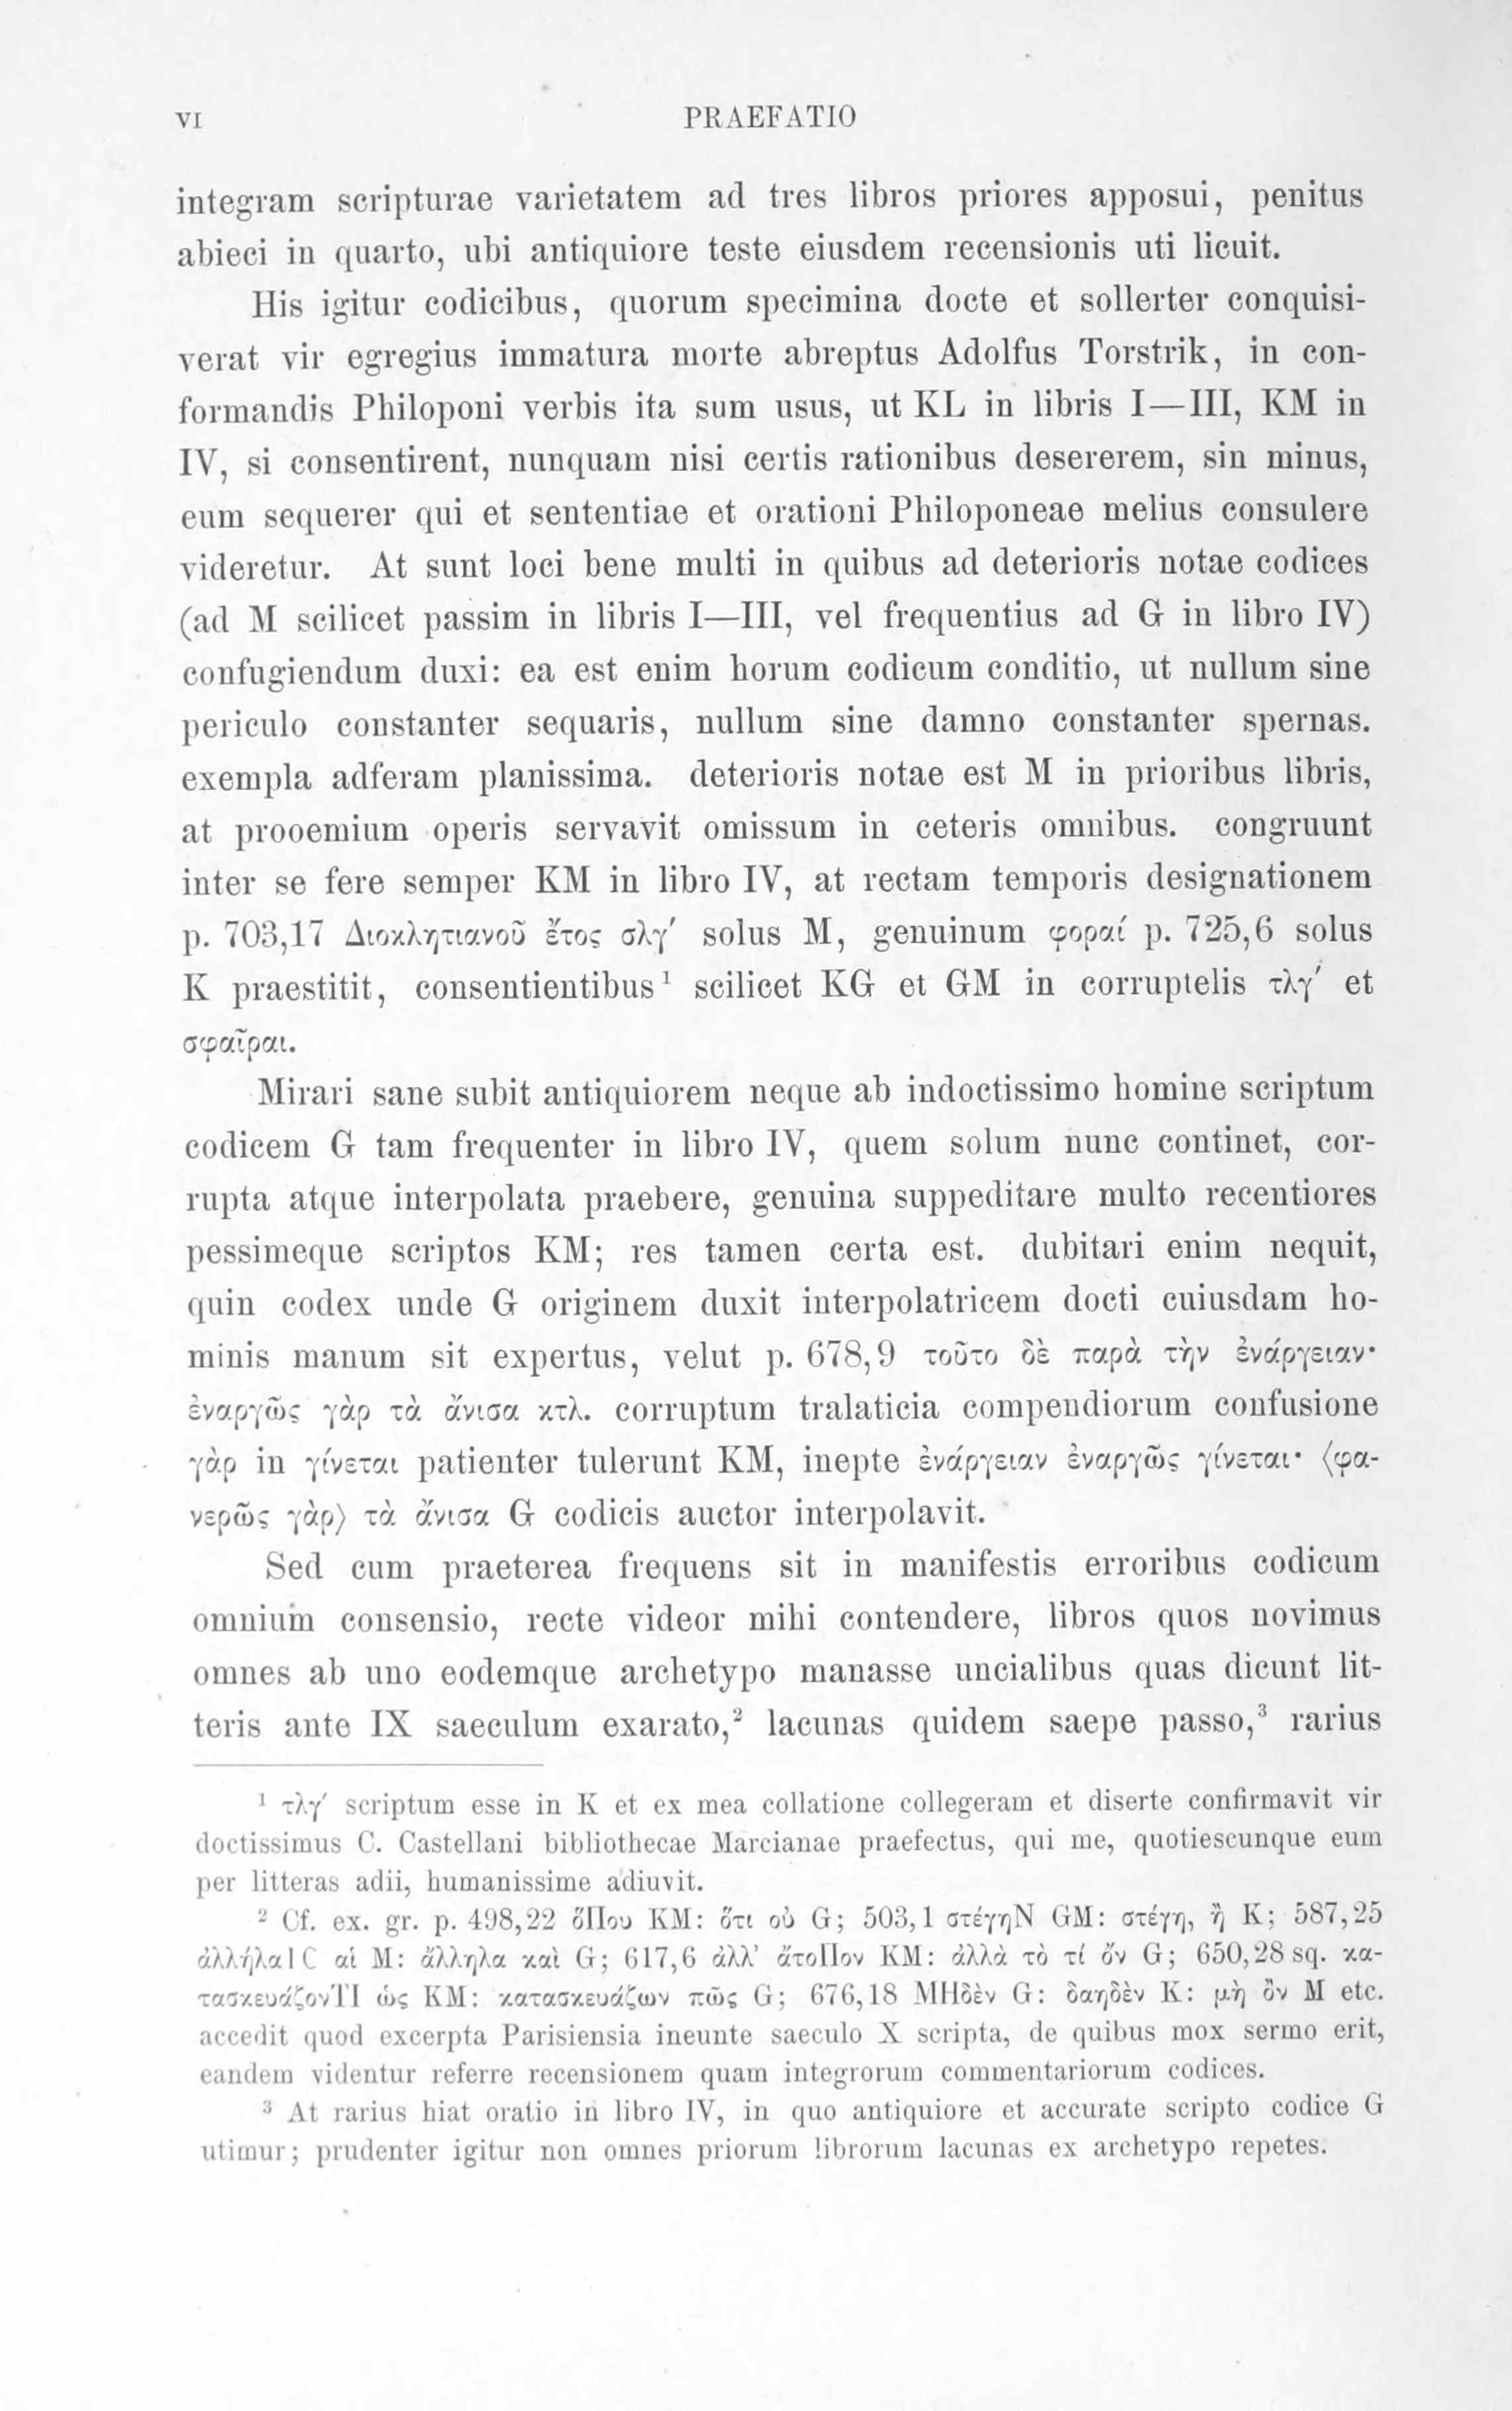 VI PRAEFATIO
integram scripturae varietatem ad tres libros priores apposui, penitus
abieci in quarto, ubi antiquiore teste eiusdem recensionis uti licuit.
His igitur codicibus, quorum specimina docte et sollerter conquisi-
verat vir egregius immatura morte abreptus Adolfus Torstrik, in con-
formandis Philoponi verbis ita sum usus, ut KL in libris I—III, KM in
IV, si consentirent, nunquam nisi certis rationibus desererem, sin minus,
eum sequerer qui et sententiae et orationi Philoponeae melius consulere
videretur. At sunt loci bene multi in quibus ad deterioris notae codices
(ad M scilicet passim in libris I—III, vel frequentius ad G in libro IV)
confugiendum duxi: ea est enim horum codicum conditio, ut nullum sine
periculo constanter sequaris, nullum sine damno constanter spernas.
exempla adferam planissima. deterioris notae est M in prioribus libris,
at prooemium operis servavit omissum in ceteris omnibus. congruunt
inter se fere semper KM in libro IV, at rectam temporis designationem
p. 703,17 Διοκλητιανοῦ ἔτος σλγ′ solus M, genuinum φοραί p. 725,6 solus
K praestitit, consentientibus¹ scilicet KG et GM in corruptelis τλγ′ et
σφαῖραι.
Mirari sane subit antiquiorem neque ab indoctissimo homine scriptum
codicem G tam frequenter in libro IV, quem solum nunc continet, cor-
rupta atque interpolata praebere, genuina suppeditare multo recentiores
pessimeque scriptos KM; res tamen certa est. dubitari enim nequit,
quin codex unde G originem duxit interpolatricem docti cuiusdam ho-
minis manum sit expertus, velut p. 678,9 τοῦτο δὲ παρὰ τὴν ἐνάργειαν·
ἐναργῶς γὰρ τὰ ἄνισα κτλ. corruptum tralaticia compendiorum confusione
γὰρ in γίνεται patienter tulerunt KM, inepte ἐνάργειαν ἐναργῶς γίνεται· ⟨φα-
νερῶς γὰρ⟩ τὰ ἄνισα G codicis auctor interpolavit.
Sed cum praeterea frequens sit in manifestis erroribus codicum
omnium consensio, recte videor mihi contendere, libros quos novimus
omnes ab uno eodemque archetypo manasse uncialibus quas dicunt lit-
teris ante IX saeculum exarato,² lacunas quidem saepe passo,³ rarius
¹ τλγ′ scriptum esse in K et ex mea collatione collegeram et diserte confirmavit vir
doctissimus C. Castellani bibliothecae Marcianae praefectus, qui me, quotiescunque eum
per litteras adii, humanissime adiuvit.
² Cf. ex. gr. p. 498,22 ὅΠου KM: ὅτι οὐ G; 503,1 στέγηΝ GM: στέγη, ἢ K; 587,25
ἀλλήλαΙC αἱ M: ἄλληλα καὶ G; 617,6 ἀλλ’ ἄτοΠον KM: ἀλλὰ τὸ τί ὄν G; 650,28 sq. κα-
τασκευάζονΤΙ ὡς KM: κατασκευάζων πῶς G; 676,18 ΜΗδὲν G: δαηδὲν K: μὴ ὂν M etc.
accedit quod excerpta Parisiensia ineunte saeculo X scripta, de quibus mox sermo erit,
eandem videntur referre recensionem quam integrorum commentariorum codices.
³ At rarius hiat oratio in libro IV, in quo antiquiore et accurate scripto codice G
utimur; prudenter igitur non omnes priorum librorum lacunas ex archetypo repetes.